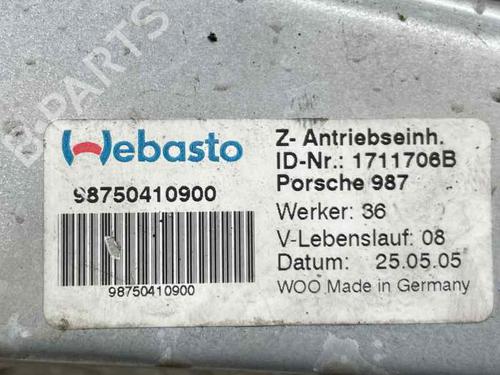 B-PARTS
Webasto
98750410900
98750410900
Z- Antriebseinh.
ID-Nr.: 1711706B
Porsche 987
Werker: 36
V-Lebenslauf: 08
Datum: 25.05.05
WOO Made in Germany